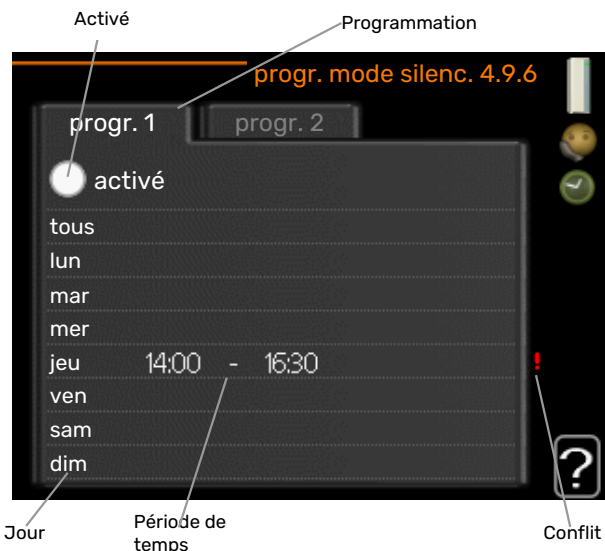 Activé
Programmation
progr. mode silenc. 4.9.6
progr. 1
progr. 2
activé
tous
lun
mar
mer
jeu 14:00 - 16:30
!
ven
sam
dim
?
Jour
Période de
temps
Conflit